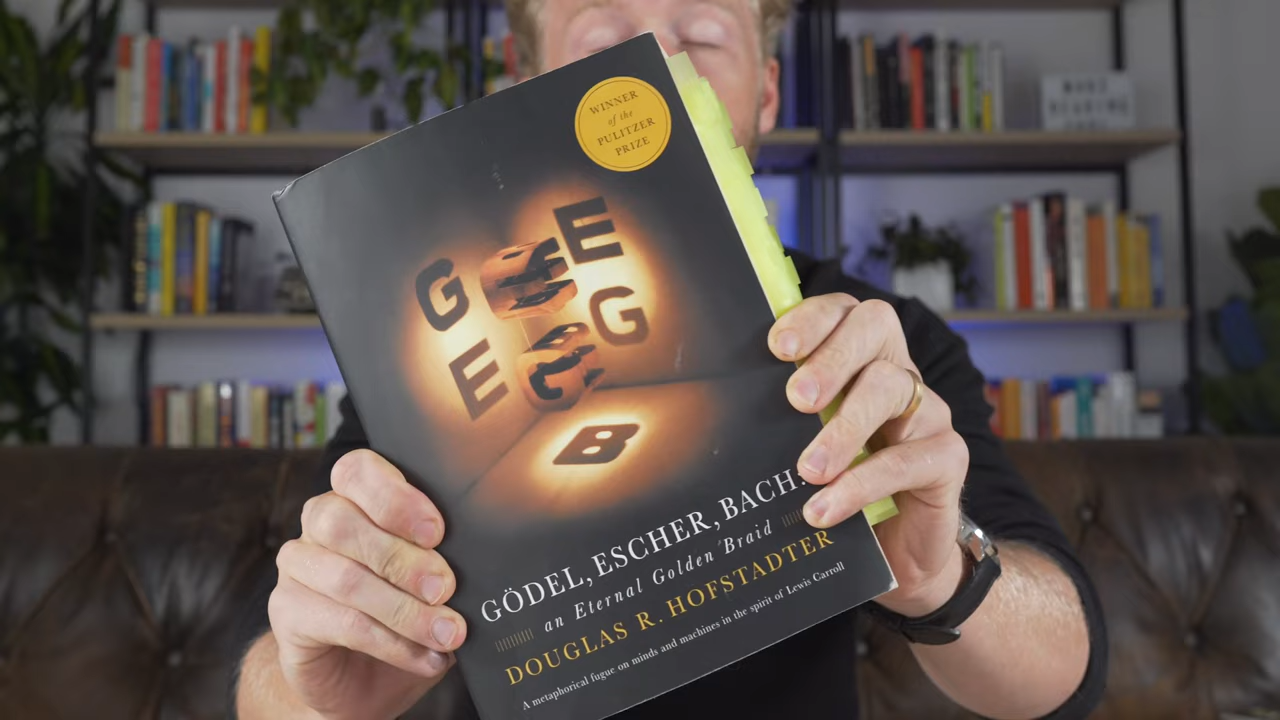 WINNER
of the
PULITZER
PRIZE
G E
E G
B
GÖDEL, ESCHER, BACH:
an Eternal Golden Braid
DOUGLAS R. HOFSTADTER
A metaphorical fugue on minds and machines in the spirit of Lewis Carroll